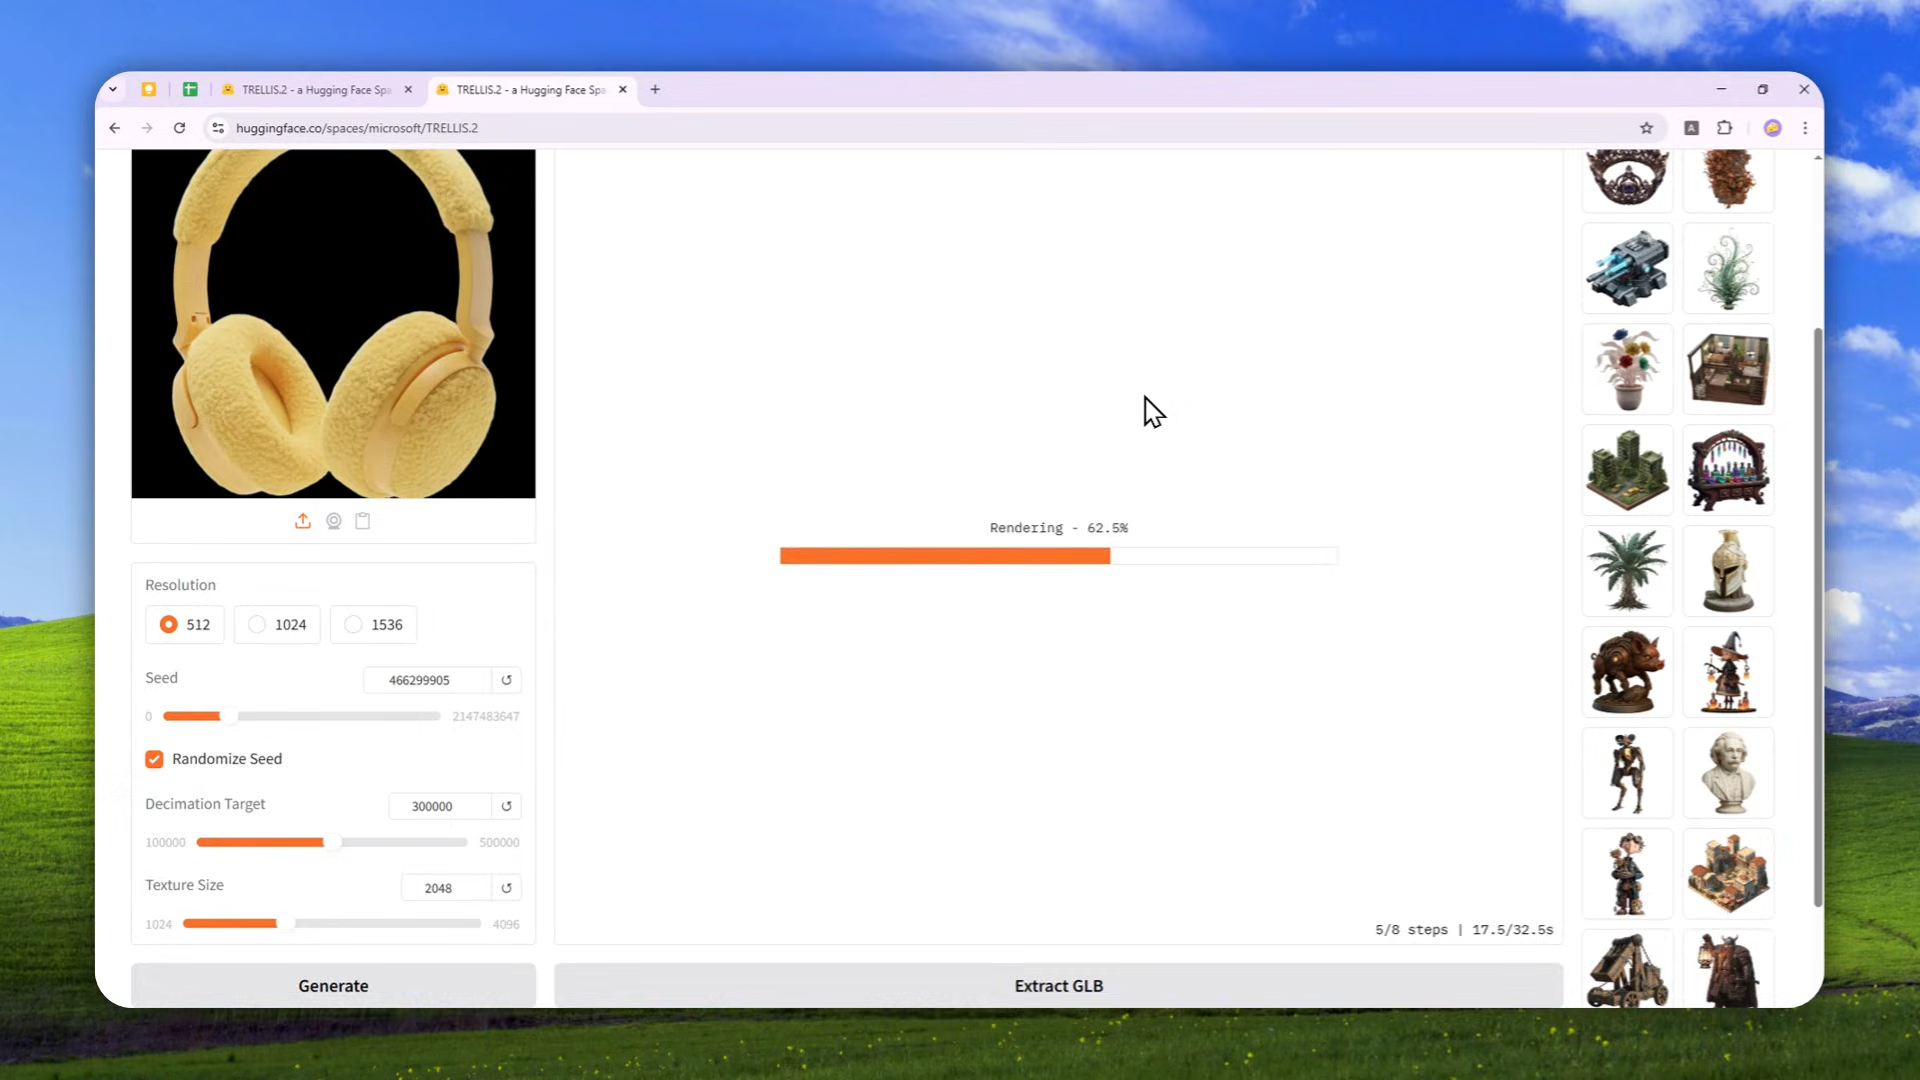 TRELLIS.2 - a Hugging Face Spa
TRELLIS.2 - a Hugging Face Spa
huggingface.co/spaces/microsoft/TRELLIS.2
A
Rendering - 62.5%
Resolution
512
1024
1536
Seed
466299905
0
2147483647
Randomize Seed
Decimation Target
300000
100000
500000
Texture Size
2048
1024
4096
5/8 steps | 17.5/32.5s
Generate
Extract GLB